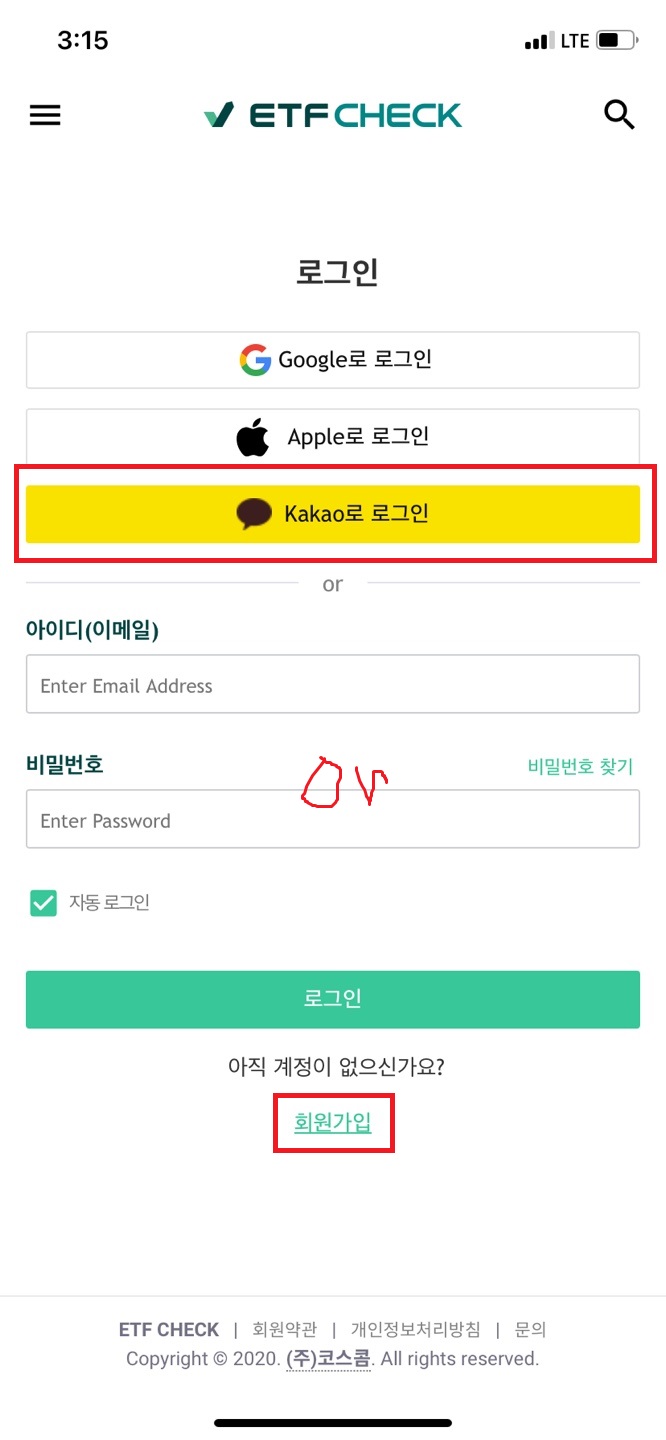 3:15 LTE
ETF CHECK
로그인
Google로 로그인
Apple로 로그인
Kakao로 로그인
or
아이디(이메일)
Enter Email Address
비밀번호 비밀번호 찾기
or
Enter Password
자동 로그인
로그인
아직 계정이 없으신가요?
회원가입
ETF CHECK | 회원약관 | 개인정보처리방침 | 문의
Copyright © 2020. (주)코스콤. All rights reserved.